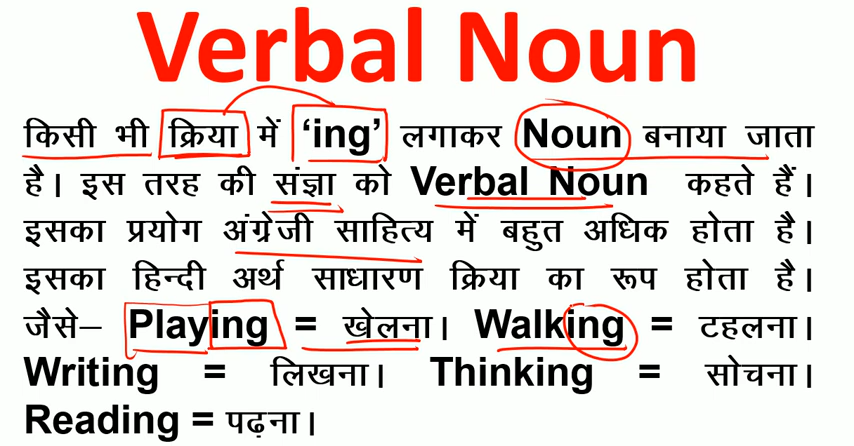 Verbal Noun
किसी भी क्रिया में ‘ing’ लगाकर Noun बनाया जाता
है। इस तरह की संज्ञा को Verbal Noun कहते हैं।
इसका प्रयोग अंग्रेजी साहित्य में बहुत अधिक होता है।
इसका हिन्दी अर्थ साधारण क्रिया का रूप होता है।
जैसे– Playing = खेलना। Walking = टहलना।
Writing = लिखना। Thinking = सोचना।
Reading = पढ़ना।